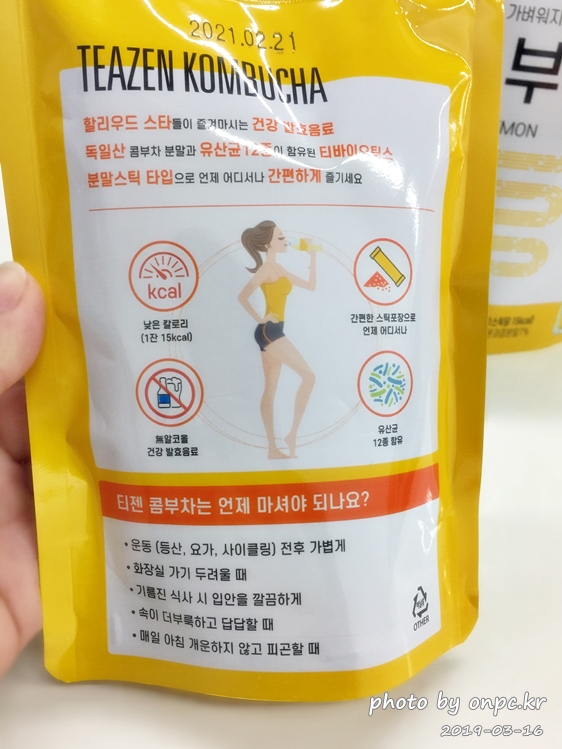 2021.02.21
TEAZEN KOMBUCHA
할리우드 스타들이 즐겨마시는 건강 발효음료
독일산 콤부차 분말과 유산균12종이 함유된 티바이오틱스
분말스틱 타입으로 언제 어디서나 간편하게 즐기세요
kcal
낮은 칼로리
(1잔 15kcal)
간편한 스틱포장으로
언제 어디서나
無알코올
건강 발효음료
유산균
12종 함유
티젠 콤부차는 언제 마셔야 되나요?
• 운동 (등산, 요가, 사이클링) 전후 가볍게
• 화장실 가기 두려울 때
• 기름진 식사 시 입안을 깔끔하게
• 속이 더부룩하고 답답할 때
• 매일 아침 개운하지 않고 피곤할 때
OTHER
가벼워지
부
MON
photo by onpc.kr
2019-03-16